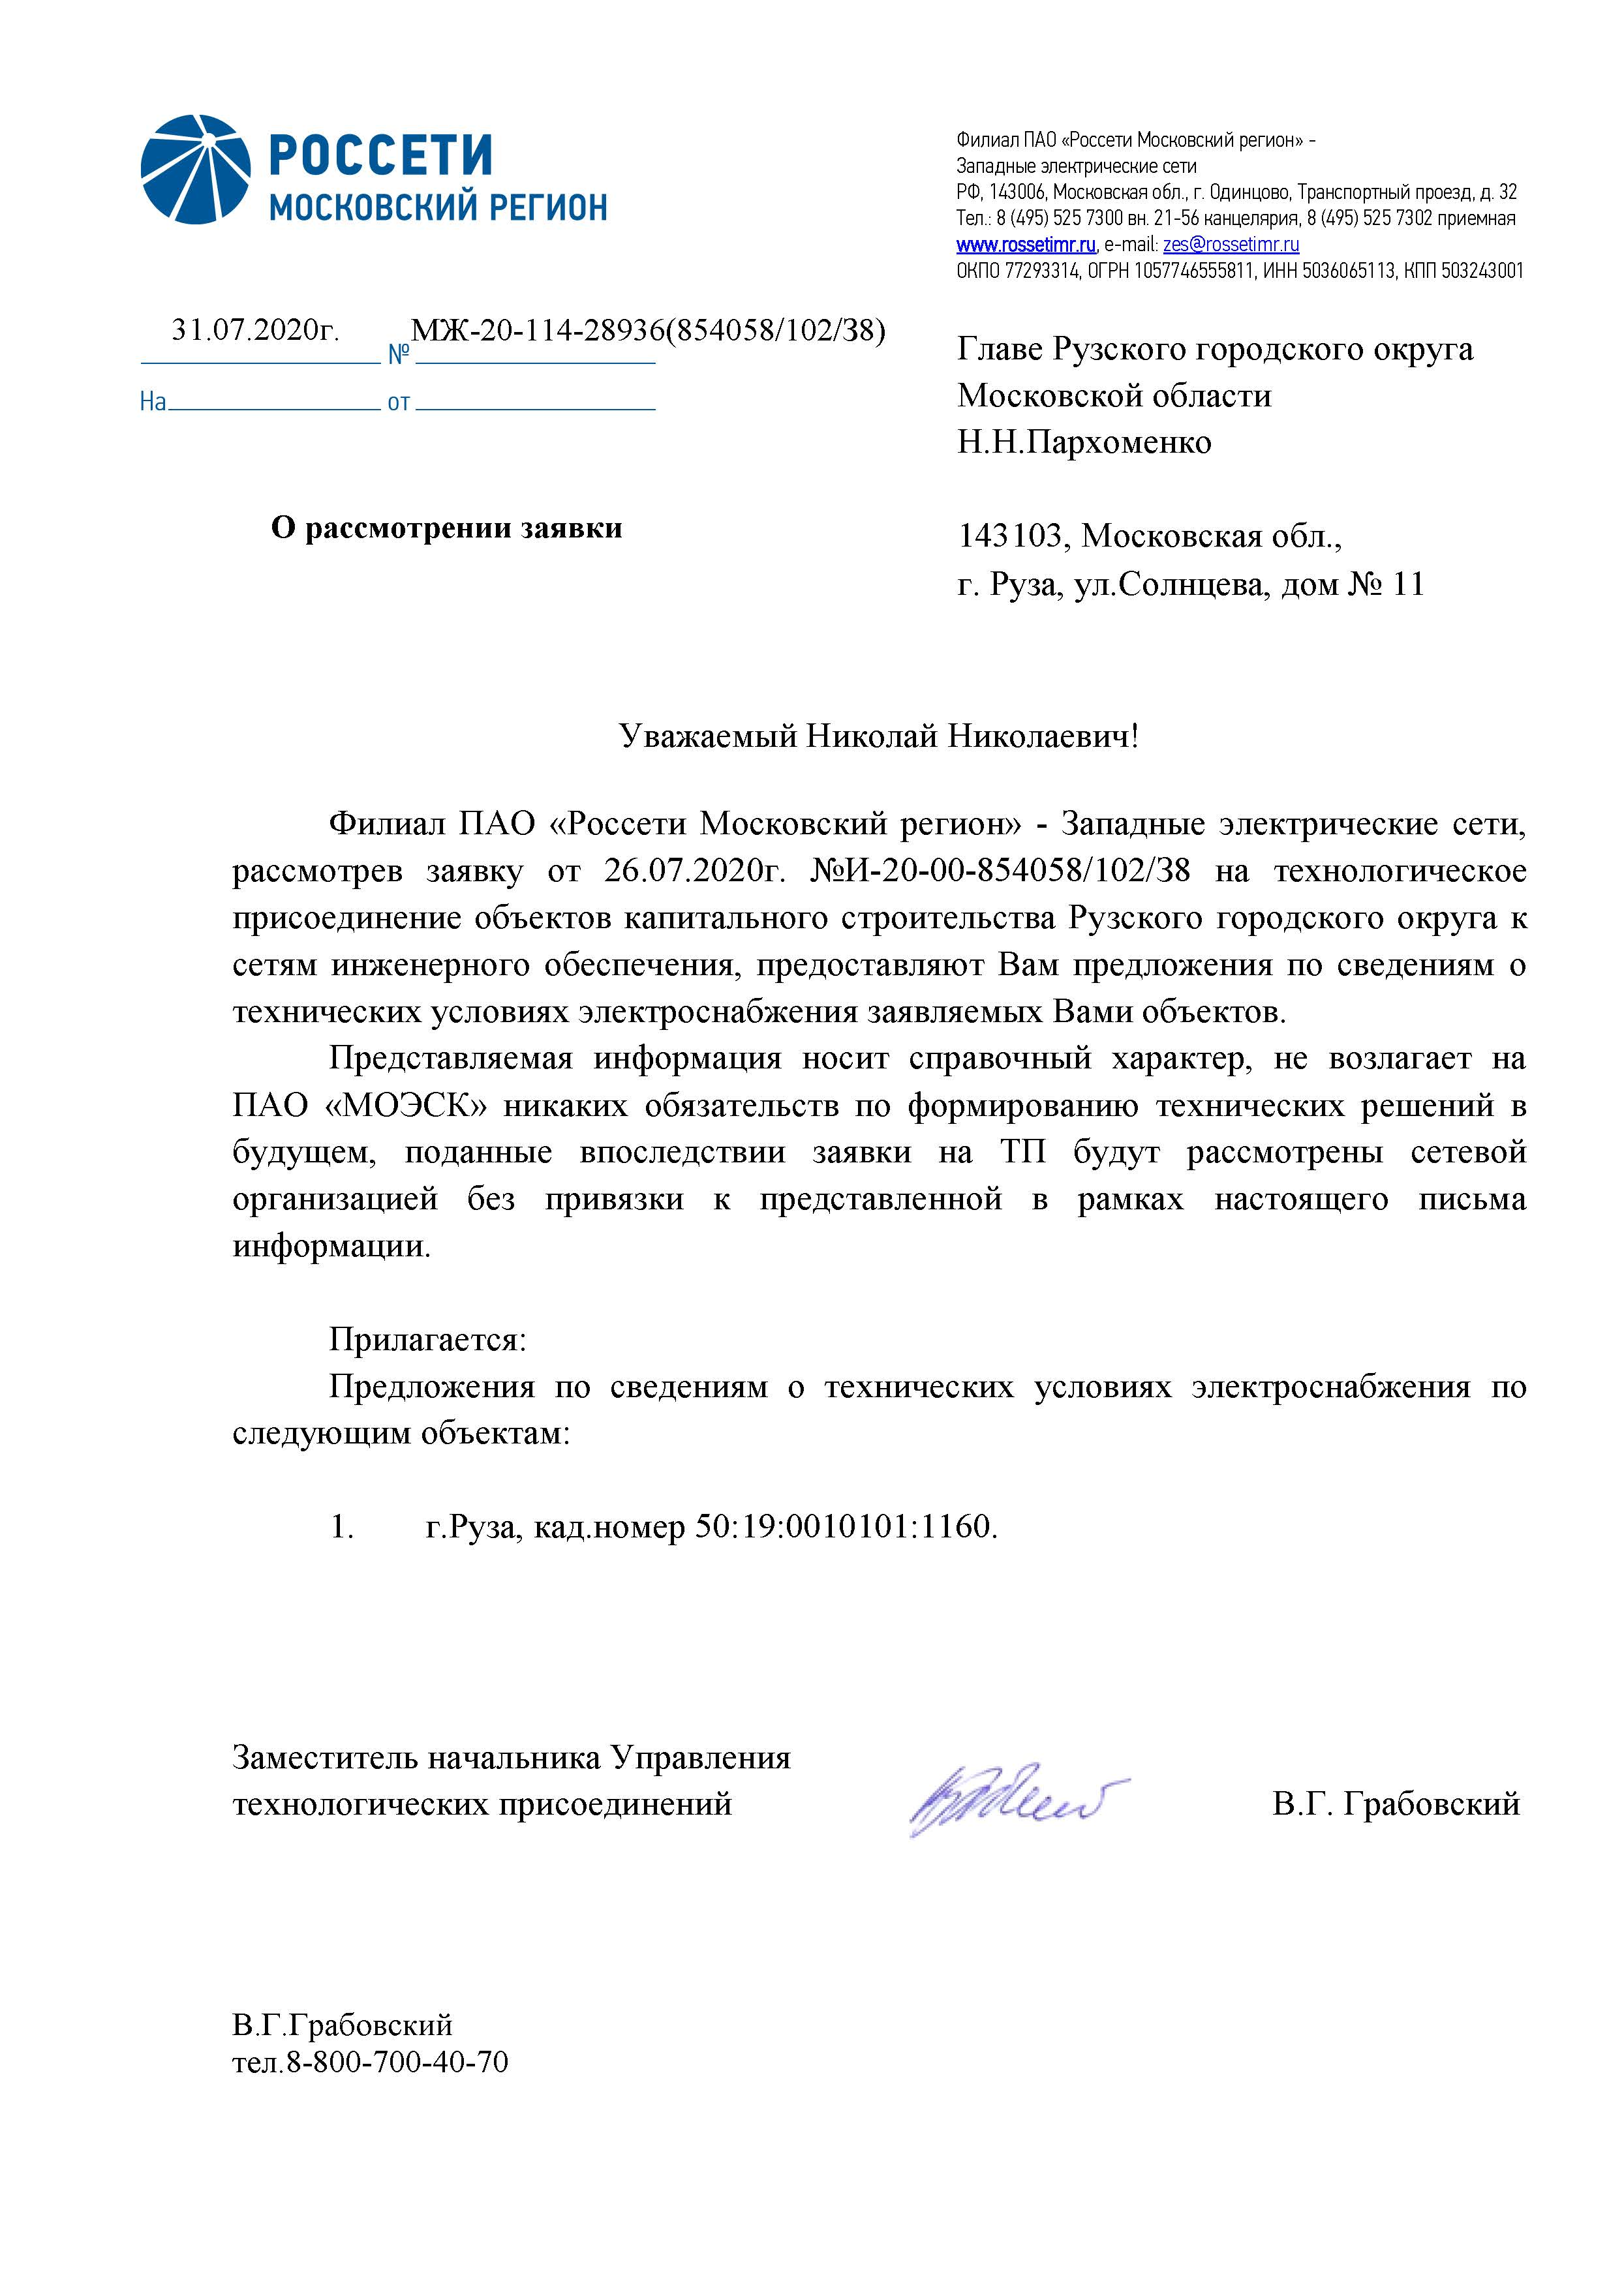 РОССЕТИ
МОСКОВСКИЙ РЕГИОН
Филиал ПАО «Россети Московский регион» -
Западные электрические сети
РФ, 143006, Московская обл., г. Одинцово, Транспортный проезд, д. 32
Тел.: 8 (495) 525 7300 вн. 21-56 канцелярия, 8 (495) 525 7302 приемная
www.rossetimr.ru, e-mail: zes@rossetimr.ru
ОКПО 77293314, ОГРН 1057746555811, ИНН 5036065113, КПП 503243001
31.07.2020г. № МЖ-20-114-28936(854058/102/З8)
На от
Главе Рузского городского округа
Московской области
Н.Н.Пархоменко
О рассмотрении заявки
143103, Московская обл.,
г. Руза, ул.Солнцева, дом № 11
Уважаемый Николай Николаевич!
Филиал ПАО «Россети Московский регион» - Западные электрические сети,
рассмотрев заявку от 26.07.2020г. №И-20-00-854058/102/З8 на технологическое
присоединение объектов капитального строительства Рузского городского округа к
сетям инженерного обеспечения, предоставляют Вам предложения по сведениям о
технических условиях электроснабжения заявляемых Вами объектов.
Представляемая информация носит справочный характер, не возлагает на
ПАО «МОЭСК» никаких обязательств по формированию технических решений в
будущем, поданные впоследствии заявки на ТП будут рассмотрены сетевой
организацией без привязки к представленной в рамках настоящего письма
информации.
Прилагается:
Предложения по сведениям о технических условиях электроснабжения по
следующим объектам:
1. г.Руза, кад.номер 50:19:0010101:1160.
Заместитель начальника Управления
технологических присоединений В.Г. Грабовский
В.Г.Грабовский
тел.8-800-700-40-70